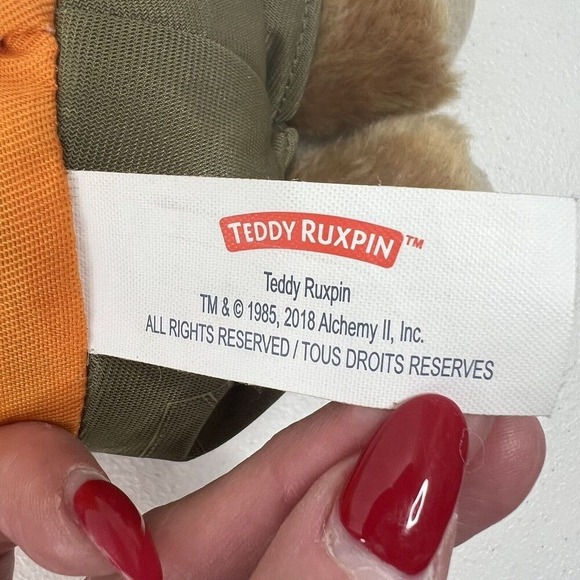 TEDDY RUXPIN™
Teddy Ruxpin
TM & © 1985, 2018 Alchemy II, Inc.
ALL RIGHTS RESERVED / TOUS DROITS RESERVES